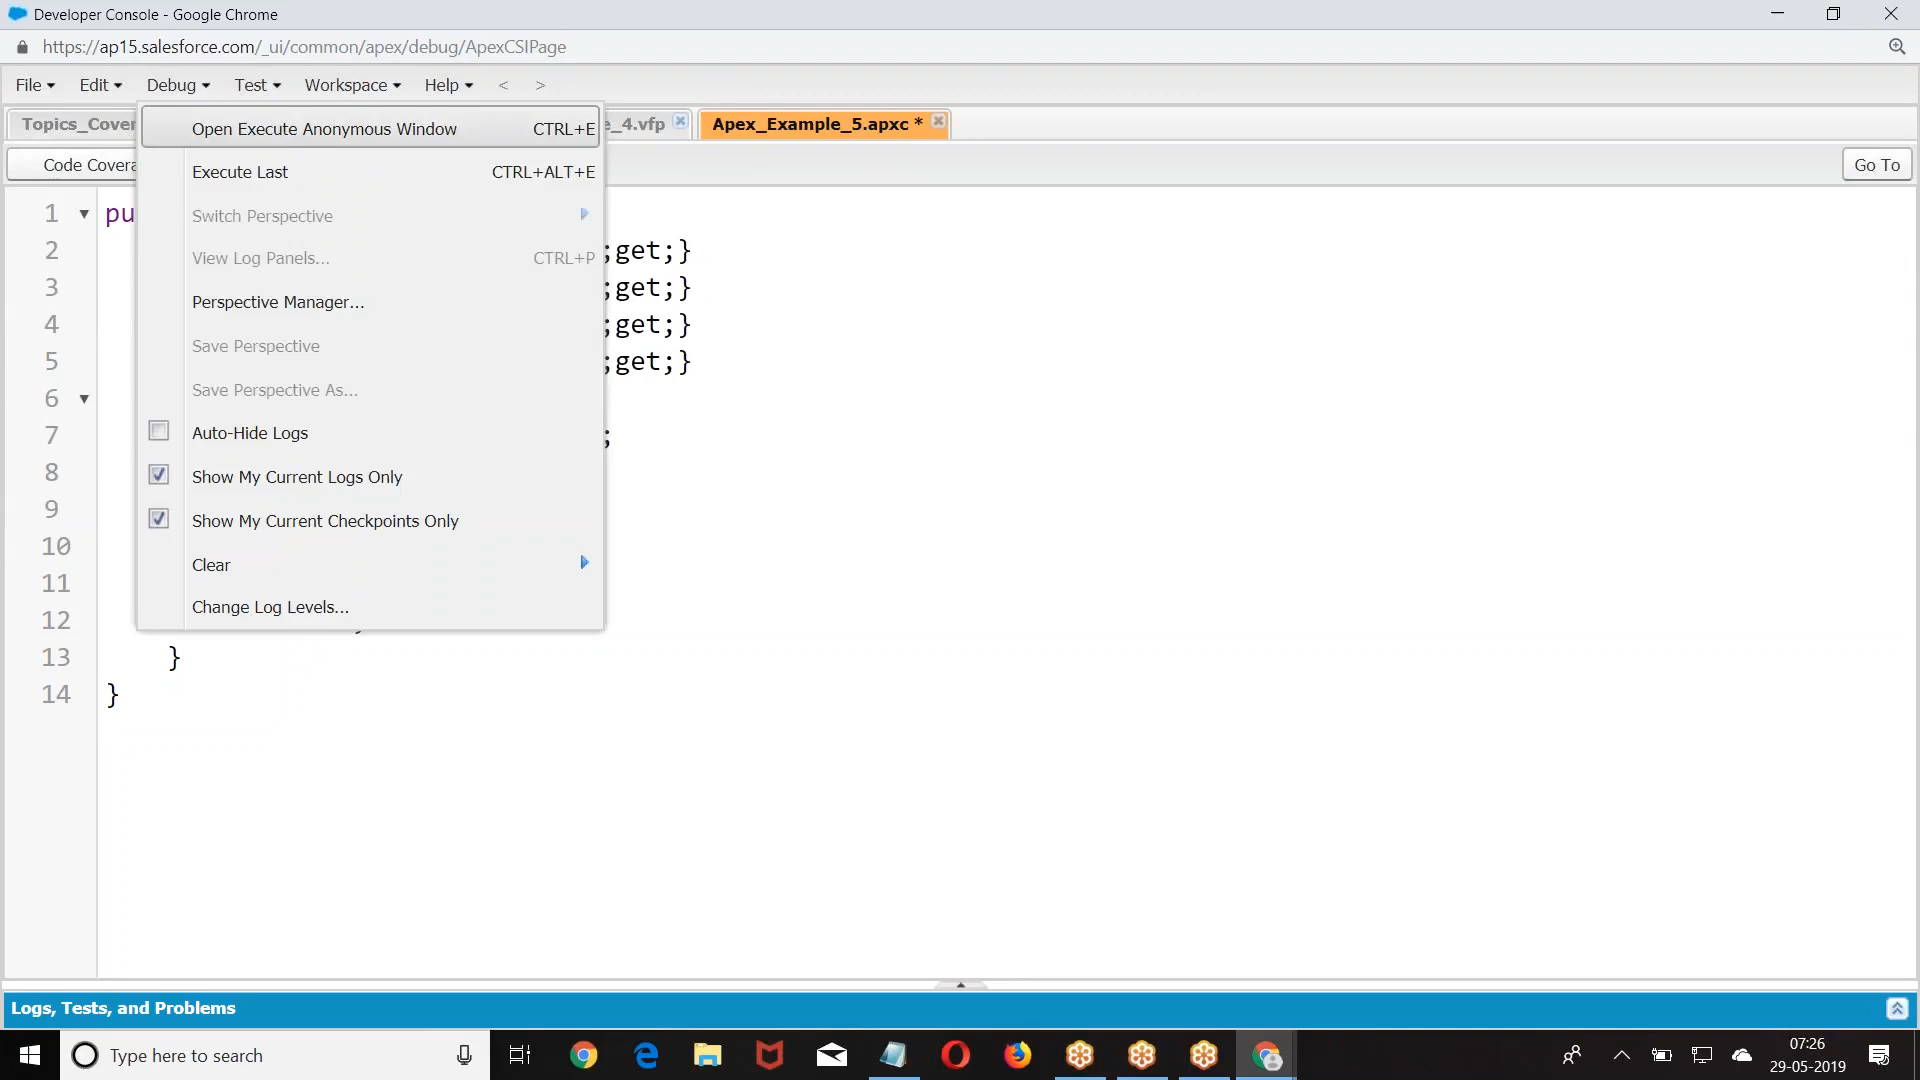 Developer Console - Google Chrome
https://ap15.salesforce.com/_ui/common/apex/debug/ApexCSIPage
File Edit Debug Test Workspace Help < >
Topics_Cover e_4.vfp Apex_Example_5.apxc *
Code Covera Go To
Open Execute Anonymous Window CTRL+E
Execute Last CTRL+ALT+E
Switch Perspective
View Log Panels... CTRL+P
Perspective Manager...
Save Perspective
Save Perspective As...
Auto-Hide Logs
Show My Current Logs Only
Show My Current Checkpoints Only
Clear
Change Log Levels...
1 pu
2 ;get;}
3 ;get;}
4 ;get;}
5 ;get;}
6
7 ;
8
9
10
11
12
13 }
14 }
Logs, Tests, and Problems
Type here to search
07:26
29-05-2019